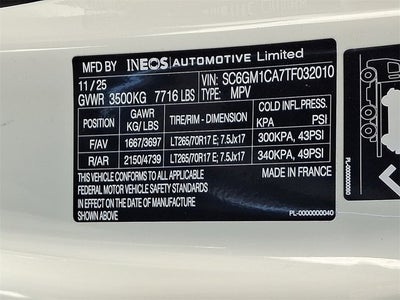 MFD BY INEOS AUTOMOTIVE Limited
11 / 25 VIN: SC6GM1CA7TF032010
GVWR 3500KG 7716 LBS TYPE: MPV
POSITION GAWR KG/ LBS TIRE/RIM - DIMENSION COLD INFLATION PRESSURE KPA PSI
F/AV 1667/3697 LT265/70R17 E; 7.5Jx17 300KPA, 43PSI
R/AR 2150/4739 LT265/70R17 E; 7.5Jx17 340KPA, 49PSI
THIS VEHICLE CONFORMS TO ALL APPLICABLE MADE IN FRANCE
FEDERAL MOTOR VEHICLE SAFETY STANDARDS
IN EFFECT ON THE DATE OF MANUFACTURE
SHOWN ABOVE
PL-0000000040